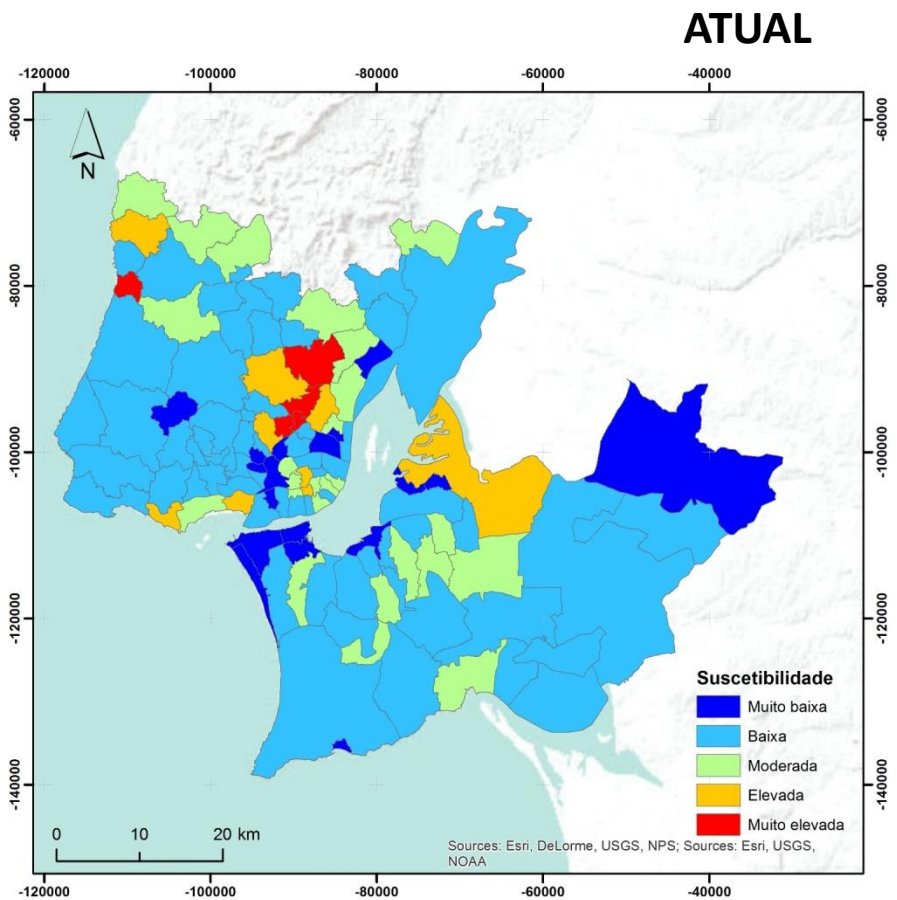 ATUAL
-120000 -100000 -80000 -60000 -40000
-60000 -60000
N
-80000 -80000
-100000 -100000
-120000 -120000
Suscetibilidade
Muito baixa
Baixa
Moderada
-140000 -140000
Elevada
Muito elevada
0 10 20 km
Sources: Esri, DeLorme, USGS, NPS; Sources: Esri, USGS,
NOAA
-120000 -100000 -80000 -60000 -40000